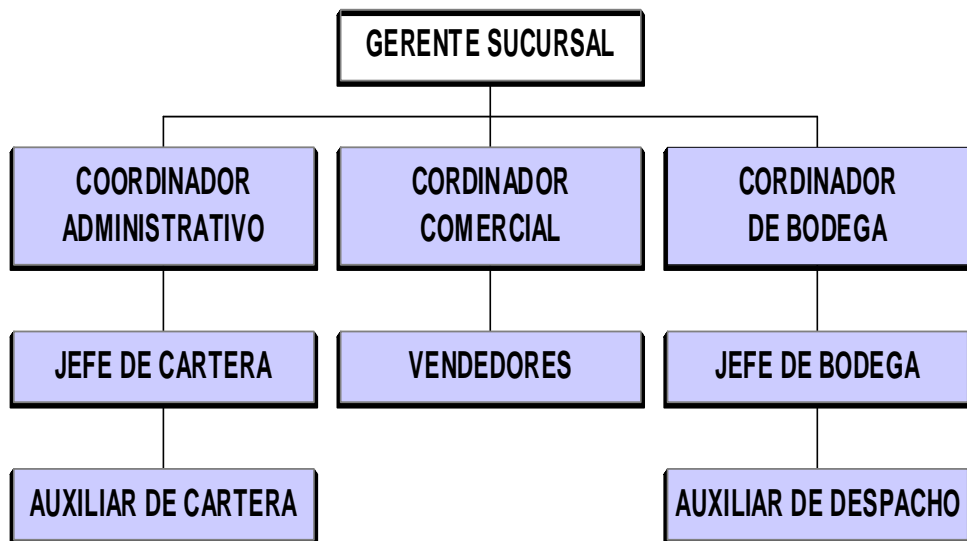 GERENTE SUCURSAL
COORDINADOR
ADMINISTRATIVO
CORDINADOR
COMERCIAL
CORDINADOR
DE BODEGA
JEFE DE CARTERA
VENDEDORES
JEFE DE BODEGA
AUXILIAR DE CARTERA
AUXILIAR DE DESPACHO